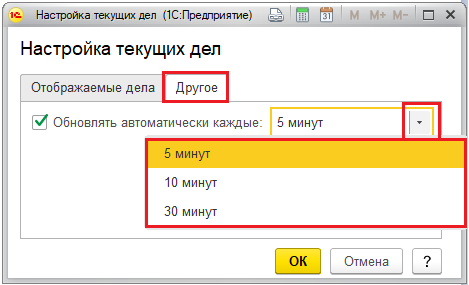 Настройка текущих дел (1С:Предприятие)
31 M M+ M-
Настройка текущих дел
Отображаемые дела Другое
Обновлять автоматически каждые: 5 минут
5 минут
10 минут
30 минут
ОК Отмена ?